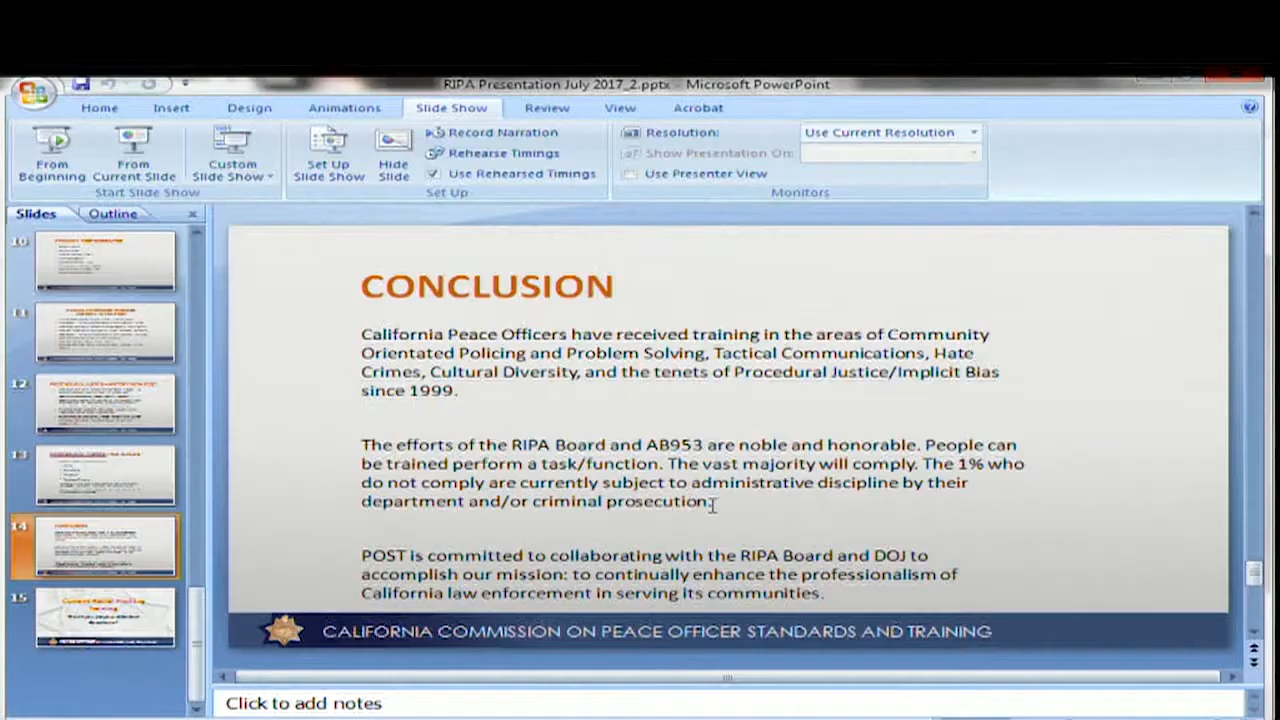 RIPA Presentation July 2017_2.pptx - Microsoft PowerPoint
Home Insert Design Animations Slide Show Review View Acrobat
From Beginning
From Current Slide
Custom Slide Show
Set Up Slide Show
Hide Slide
Record Narration
Rehearse Timings
Use Rehearsed Timings
Resolution: Use Current Resolution
Show Presentation On:
Use Presenter View
Start Slide Show Set Up Monitors
Slides Outline
10
11
12
13
14
15
CONCLUSION
California Peace Officers have received training in the areas of Community
Orientated Policing and Problem Solving, Tactical Communications, Hate
Crimes, Cultural Diversity, and the tenets of Procedural Justice/Implicit Bias
since 1999.
The efforts of the RIPA Board and AB953 are noble and honorable. People can
be trained perform a task/function. The vast majority will comply. The 1% who
do not comply are currently subject to administrative discipline by their
department and/or criminal prosecution.
POST is committed to collaborating with the RIPA Board and DOJ to
accomplish our mission: to continually enhance the professionalism of
California law enforcement in serving its communities.
CALIFORNIA COMMISSION ON PEACE OFFICER STANDARDS AND TRAINING
Click to add notes